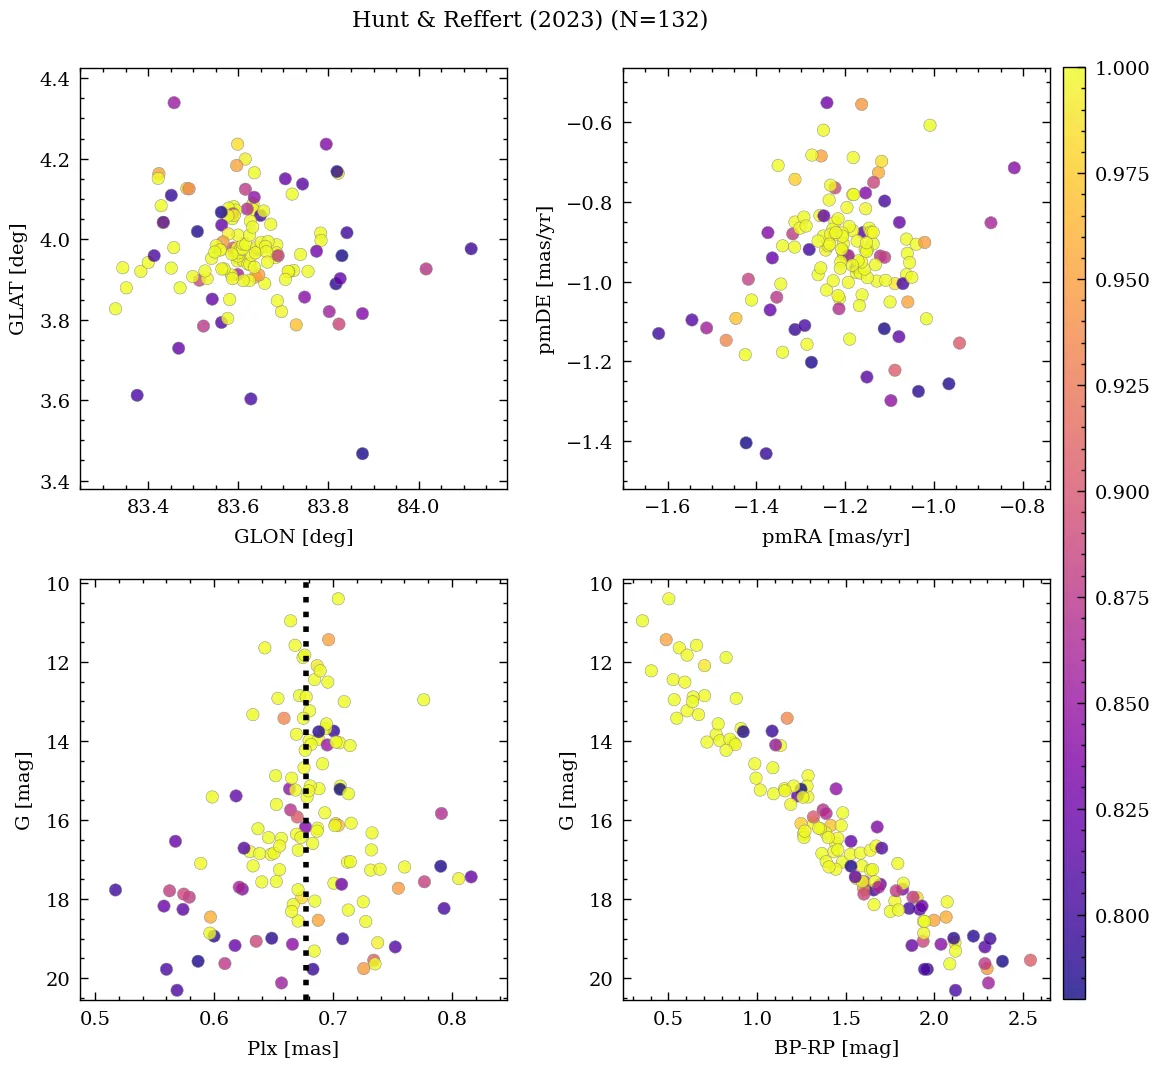 Hunt & Reffert (2023) (N=132)
4.4
4.2
4.0
3.8
3.6
3.4
GLAT [deg]
83.4 83.6 83.8 84.0
GLON [deg]
−0.6
−0.8
−1.0
−1.2
−1.4
pmDE [mas/yr]
−1.6 −1.4 −1.2 −1.0 −0.8
pmRA [mas/yr]
1.000
0.975
0.950
0.925
0.900
0.875
0.850
0.825
0.800
10
12
14
16
18
20
G [mag]
0.5 0.6 0.7 0.8
Plx [mas]
10
12
14
16
18
20
G [mag]
0.5 1.0 1.5 2.0 2.5
BP-RP [mag]